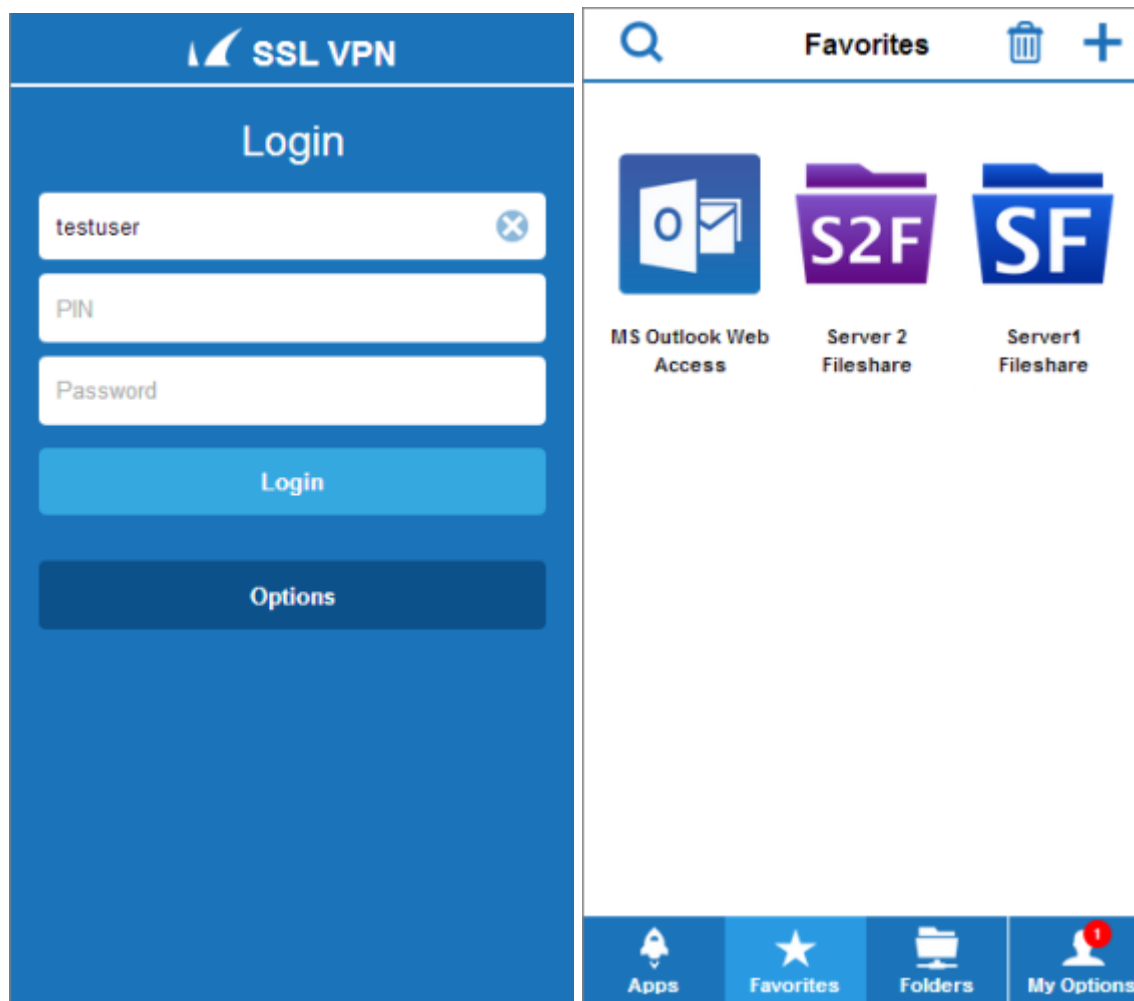 SSL VPN
Login
testuser
PIN
Password
Login
Options
Favorites
O
S2F
SF
MS Outlook Web
Access
Server 2
Fileshare
Server1
Fileshare
Apps
Favorites
Folders
1
My Options